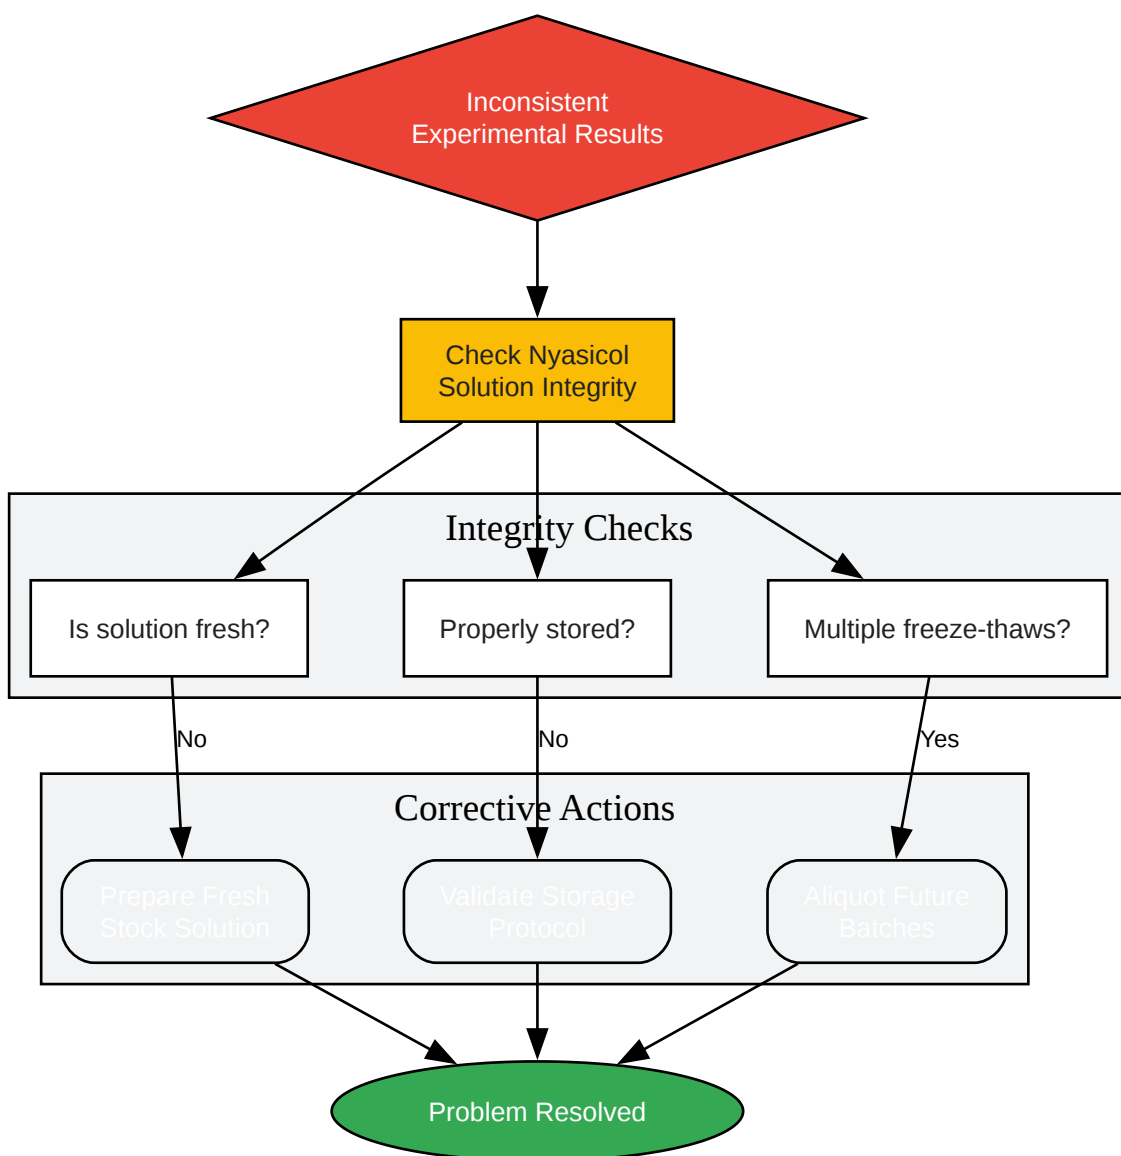 Inconsistent
Experimental Results
Check Nyasicol
Solution Integrity
Integrity Checks
Is solution fresh?
Properly stored?
Multiple freeze-thaws?
No
No
Yes
Corrective Actions
Prepare Fresh
Stock Solution
Validate Storage
Protocol
Aliquot Future
Batches
Problem Resolved